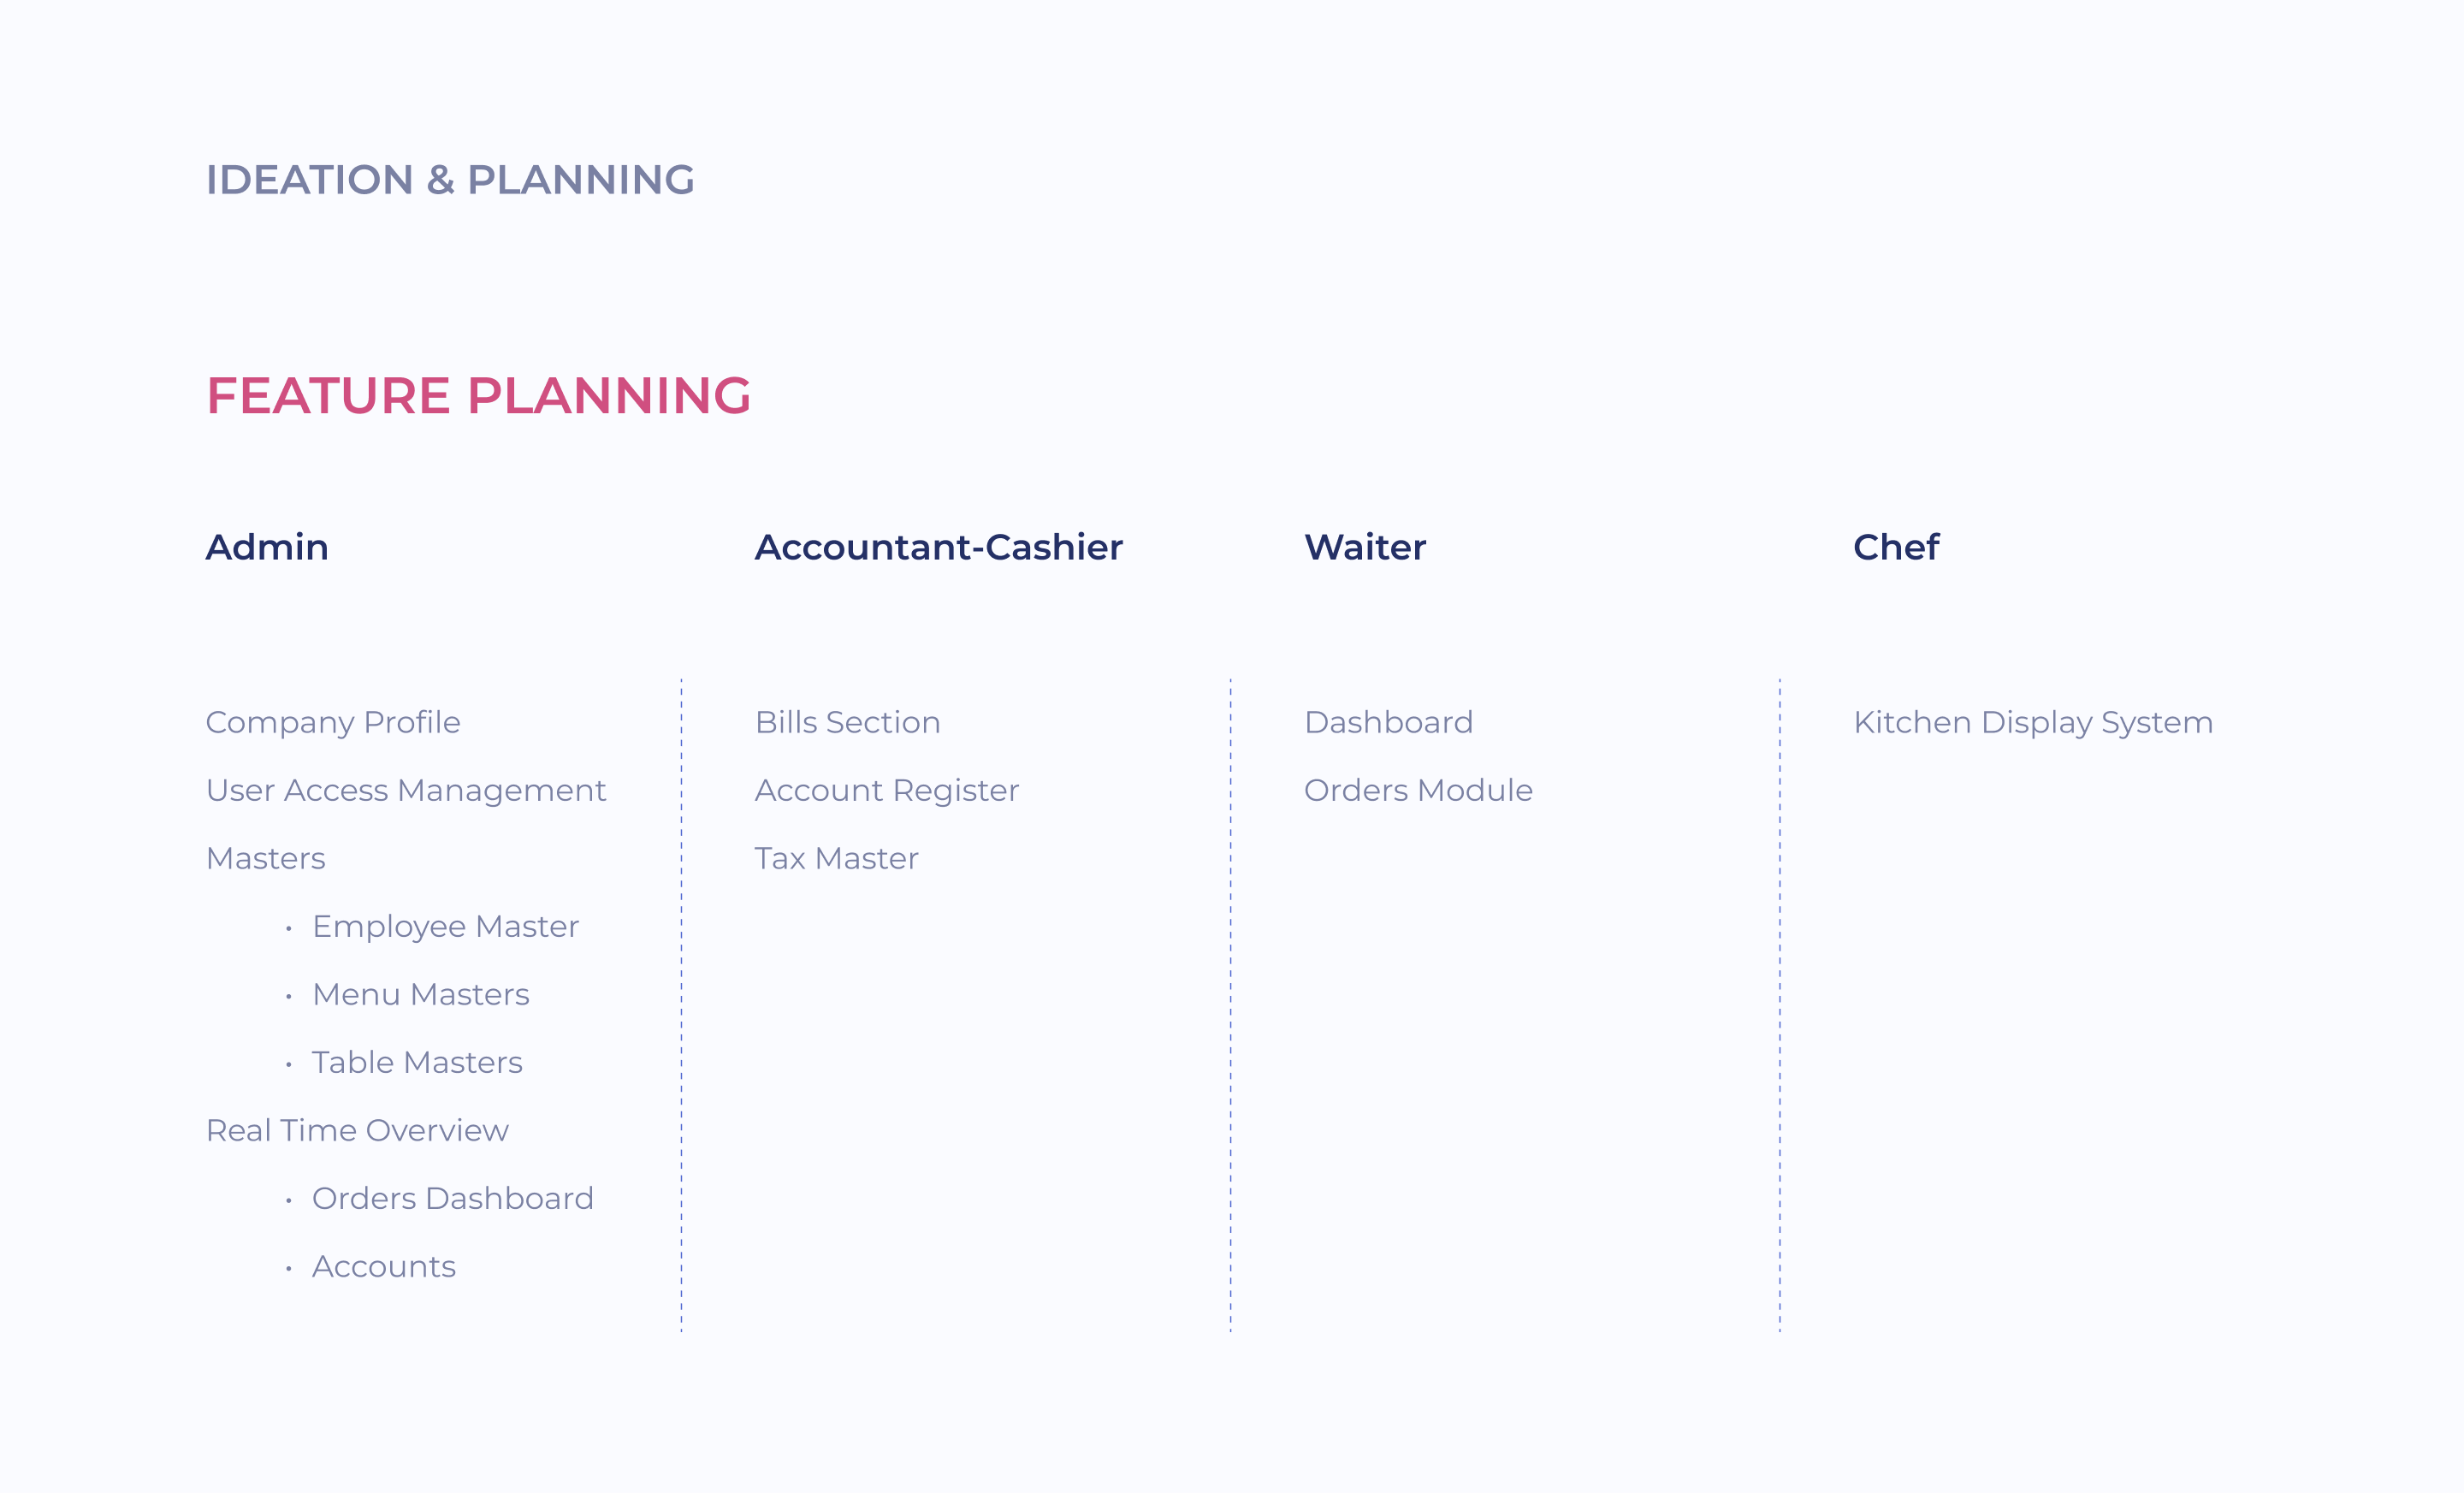 IDEATION & PLANNING
FEATURE PLANNING
Admin
Company Profile
User Access Management
Masters
• Employee Master
• Menu Masters
• Table Masters
Real Time Overview
• Orders Dashboard
• Accounts
Accountant-Cashier
Bills Section
Account Register
Tax Master
Waiter
Dashboard
Orders Module
Chef
Kitchen Display System